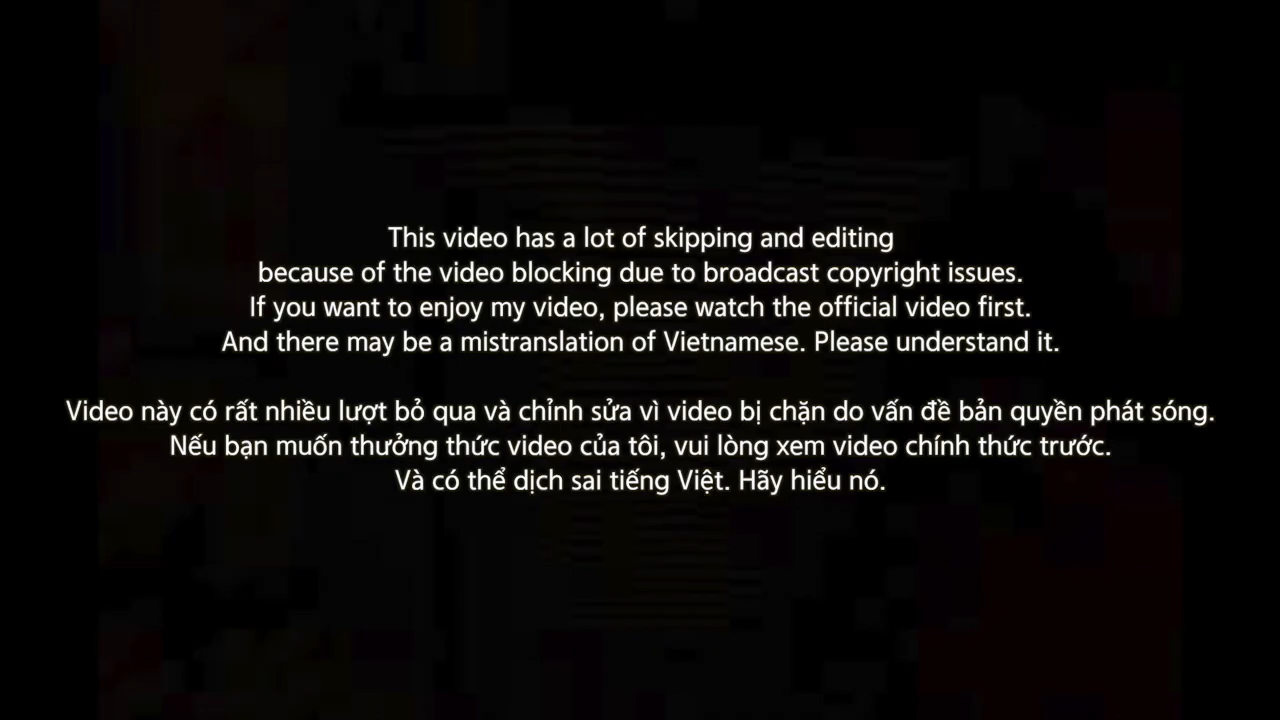 This video has a lot of skipping and editing
because of the video blocking due to broadcast copyright issues.
If you want to enjoy my video, please watch the official video first.
And there may be a mistranslation of Vietnamese. Please understand it.
Video này có rất nhiều lượt bỏ qua và chỉnh sửa vì video bị chặn do vấn đề bản quyền phát sóng.
Nếu bạn muốn thưởng thức video của tôi, vui lòng xem video chính thức trước.
Và có thể dịch sai tiếng Việt. Hãy hiểu nó.